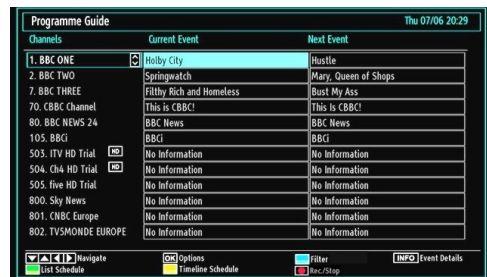 Programme Guide Thu 07/06 20:29
Channels Current Event Next Event
1. BBC ONE Holby City Hustle
2. BBC TWO Springwatch Mary, Queen of Shops
7. BBC THREE Filthy Rich and Homeless Bust My Ass
70. CBBC Channel This is CBBC! This Is CBBC!
80. BBC NEWS 24 BBC News BBC News
105. BBCi BBCi BBCi
503. ITV HD Trial HD No Information No Information
504. Ch4 HD Trial HD No Information No Information
505. five HD Trial No Information No Information
800. Sky News No Information No Information
801. CNBC Europe No Information No Information
802. TV5MONDE EUROPE No Information No Information
Navigate OK Options Filter INFO Event Details
List Schedule Timeline Schedule Rec./Stop